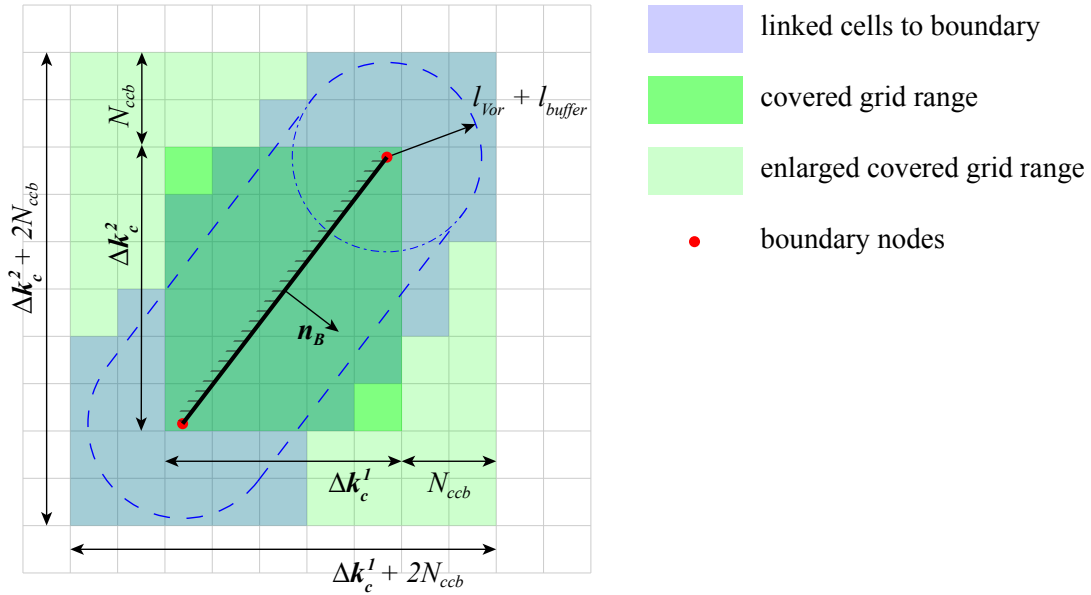 linked cells to boundary
covered grid range
enlarged covered grid range
boundary nodes
N_ccb
l_Vor + l_buffer
Δk_c^2
Δk_c^2 + 2N_ccb
n_B
Δk_c^1
N_ccb
Δk_c^1 + 2N_ccb